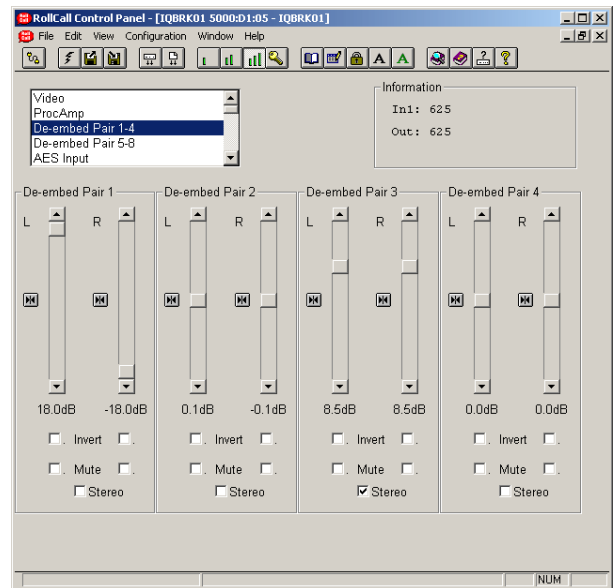 RollCall Control Panel - [IQBRK01 5000:D1:05 - IQBRK01]
File Edit View Configuration Window Help
Video
ProcAmp
De-embed Pair 1-4
De-embed Pair 5-8
AES Input
Information
In1: 625
Out: 625
De-embed Pair 1 De-embed Pair 2 De-embed Pair 3 De-embed Pair 4
L R L R L R L R
18.0dB -18.0dB 0.1dB -0.1dB 8.5dB 8.5dB 0.0dB 0.0dB
. Invert . . Invert . . Invert . . Invert .
. Mute . . Mute . . Mute . . Mute .
Stereo Stereo Stereo Stereo
NUM